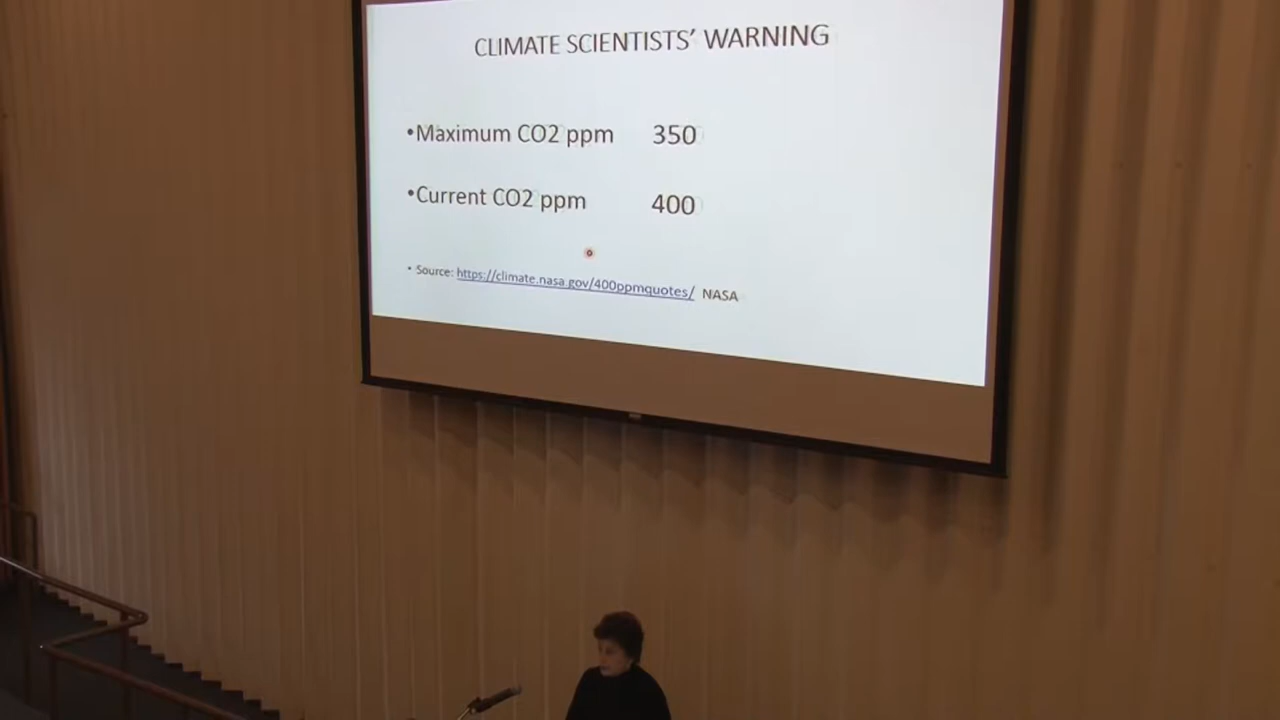 CLIMATE SCIENTISTS' WARNING
•Maximum CO2 ppm 350
•Current CO2 ppm 400
• Source: https://climate.nasa.gov/400ppmquotes/ NASA